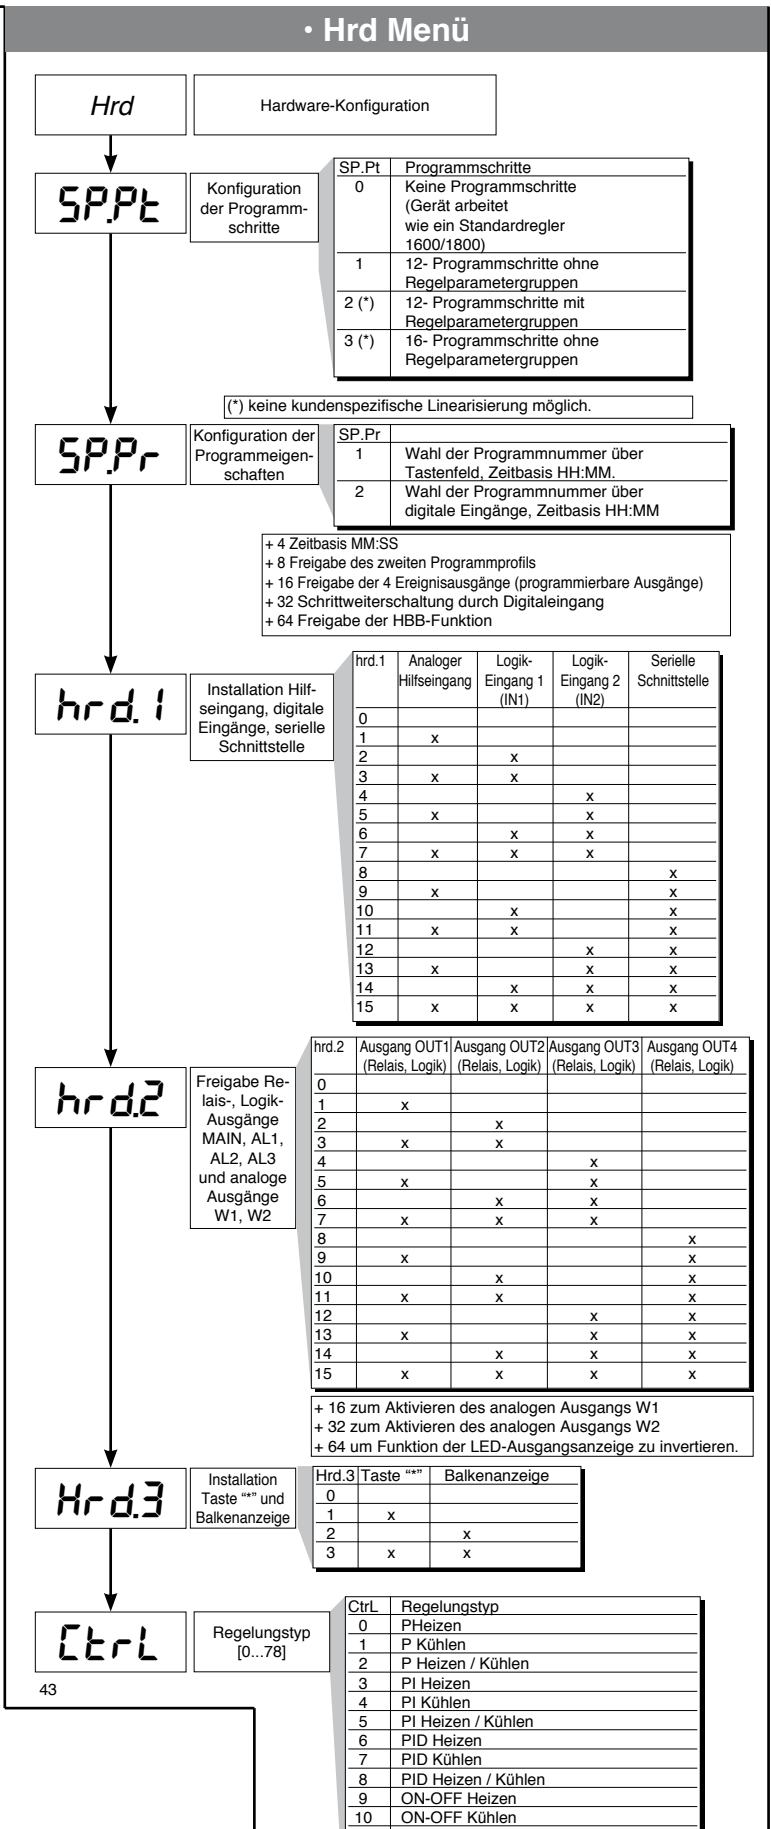 • Hrd Menü
Hrd
Hardware-Konfiguration
SP.Pt
Konfiguration
der Programm-
schritte
SP.Pt Programmschritte
0 Keine Programmschritte
(Gerät arbeitet
wie ein Standardregler
1600/1800)
1 12- Programmschritte ohne
Regelparametergruppen
2 (*) 12- Programmschritte mit
Regelparametergruppen
3 (*) 16- Programmschritte ohne
Regelparametergruppen
(*) keine kundenspezifische Linearisierung möglich.
SP.Pr
Konfiguration der
Programmeigen-
schaften
SP.Pr
1 Wahl der Programmnummer über
Tastenfeld, Zeitbasis HH:MM.
2 Wahl der Programmnummer über
digitale Eingänge, Zeitbasis HH:MM
+ 4 Zeitbasis MM:SS
+ 8 Freigabe des zweiten Programmprofils
+ 16 Freigabe der 4 Ereignisausgänge (programmierbare Ausgänge)
+ 32 Schrittweiterschaltung durch Digitaleingang
+ 64 Freigabe der HBB-Funktion
hrd.1
Installation Hilf-
seingang, digitale
Eingänge, serielle
Schnittstelle
hrd.1 Analoger Logik- Logik- Serielle
Hilfseingang Eingang 1 Eingang 2 Schnittstelle
(IN1) (IN2)
0
1 x
2 x
3 x x
4 x
5 x x
6 x x
7 x x x
8 x
9 x x
10 x x
11 x x x
12 x x
13 x x x
14 x x x
15 x x x x
hrd.2
Freigabe Re-
lais-, Logik-
Ausgänge
MAIN, AL1,
AL2, AL3
und analoge
Ausgänge
W1, W2
hrd.2 Ausgang OUT1 Ausgang OUT2 Ausgang OUT3 Ausgang OUT4
(Relais, Logik) (Relais, Logik) (Relais, Logik) (Relais, Logik)
0
1 x
2 x
3 x x
4 x
5 x x
6 x x
7 x x x
8 x
9 x x
10 x x
11 x x x
12 x x
13 x x x
14 x x x
15 x x x x
+ 16 zum Aktivieren des analogen Ausgangs W1
+ 32 zum Aktivieren des analogen Ausgangs W2
+ 64 um Funktion der LED-Ausgangsanzeige zu invertieren.
Hrd.3
Installation
Taste “*” und
Balkenanzeige
Hrd.3 Taste “*” Balkenanzeige
0
1 x
2 x
3 x x
CtrL
Regelungstyp
[0...78]
CtrL Regelungstyp
0 PHeizen
1 P Kühlen
2 P Heizen / Kühlen
3 PI Heizen
4 PI Kühlen
5 PI Heizen / Kühlen
6 PID Heizen
7 PID Kühlen
8 PID Heizen / Kühlen
9 ON-OFF Heizen
10 ON-OFF Kühlen
43